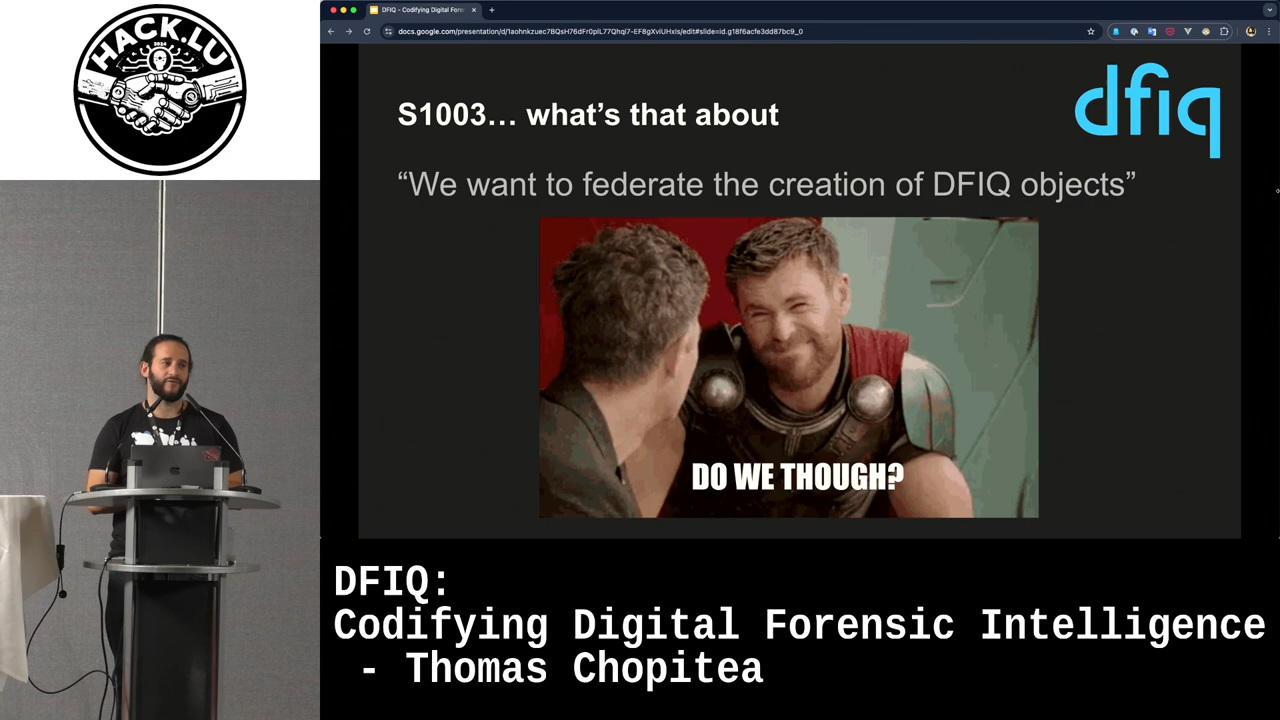 HACK.LU
2024
DFIQ - Codifying Digital Foren
docs.google.com/presentation/d/1aohnkzuec7BQsH76dFr0plL77Qhqi7-EF8gXviUHxIs/edit#slide=id.g18f6acfe3dd87bc9_0
dfiq
S1003… what’s that about
“We want to federate the creation of DFIQ objects”
DO WE THOUGH?
DFIQ:
Codifying Digital Forensic Intelligence
- Thomas Chopitea